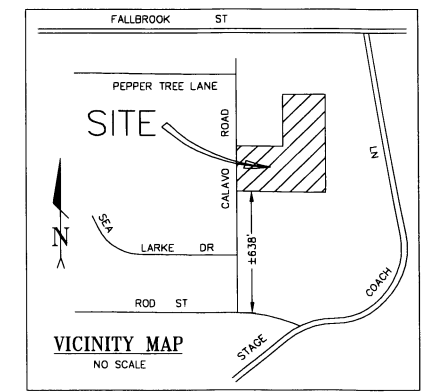 FALLBROOK ST
PEPPER TREE LANE
SITE
CALAVO ROAD
LN
SEA
LARKE DR
±638'
N
COACH
ROD ST
STAGE
VICINITY MAP
NO SCALE